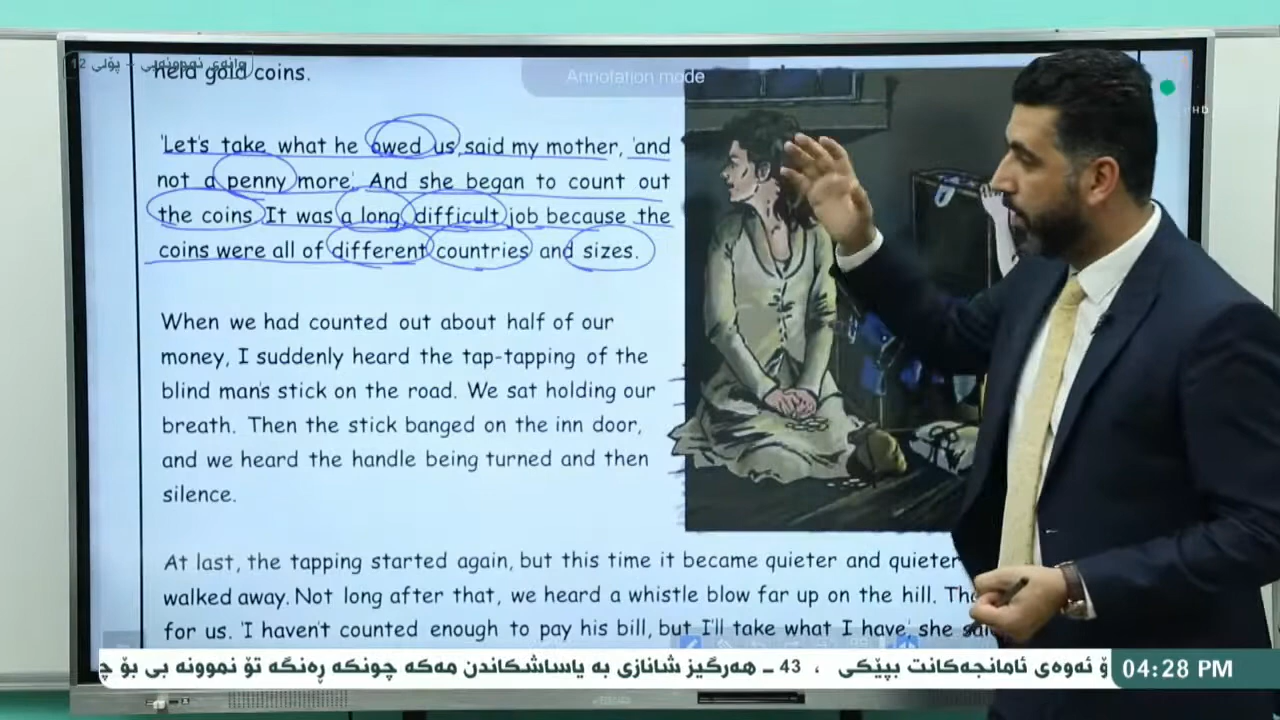 وانەی نموونەیی - پۆلی 12
held gold coins.
Annotation mode
HD
'Let's take what he owed us, said my mother, 'and
not a penny more.' And she began to count out
the coins. It was a long, difficult job because the
coins were all of different countries and sizes.
When we had counted out about half of our
money, I suddenly heard the tap-tapping of the
blind man's stick on the road. We sat holding our
breath. Then the stick banged on the inn door,
and we heard the handle being turned and then
silence.
At last, the tapping started again, but this time it became quieter and quieter
walked away. Not long after that, we heard a whistle blow far up on the hill.
for us. 'I haven't counted enough to pay his bill, but I'll take what I have,' she
ئەوەی ئامانجەکانت بپێکی ، 43 ـ هەرگیز شانازی بە یاساشکاندن مەکە چونکە ڕەنگە تۆ نموونە بی بۆ
04:28 PM